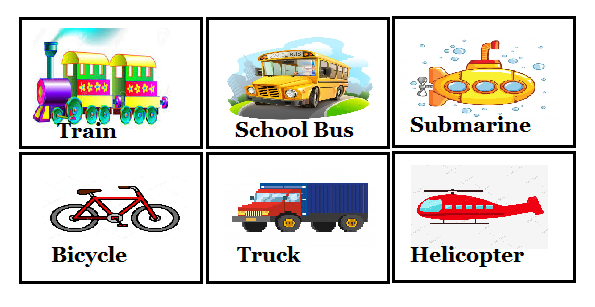 Train
School Bus
Submarine
Bicycle
Truck
Helicopter